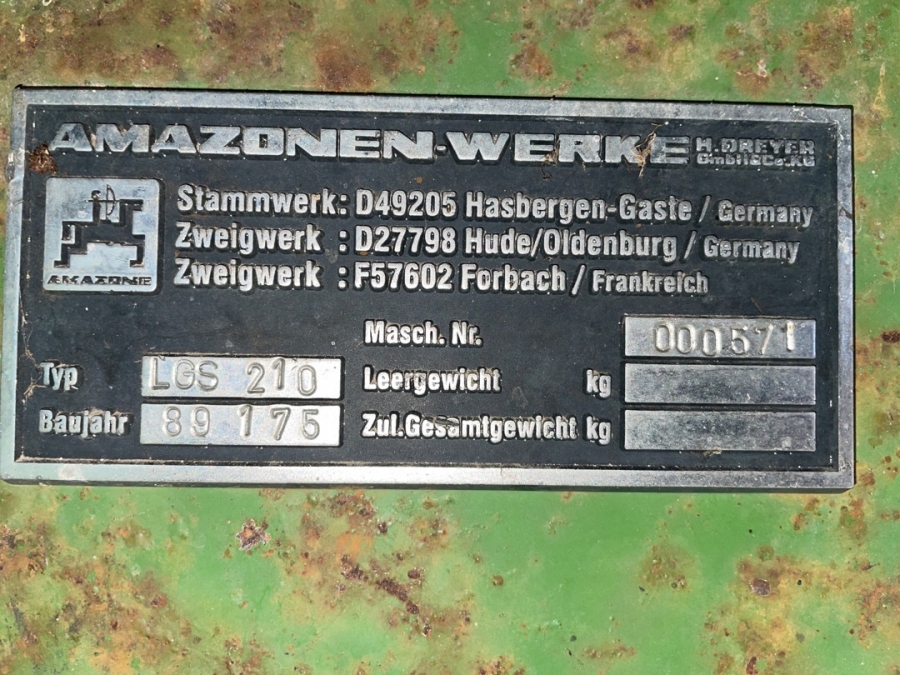 AMAZONEN-WERKE H. DREYER
GmbH & Co. KG
AMAZONE
Stammwerk: D49205 Hasbergen-Gaste / Germany
Zweigwerk : D27798 Hude/Oldenburg / Germany
Zweigwerk : F57602 Forbach / Frankreich
Masch. Nr. 000571
Typ LGS 210 Leergewicht kg
Baujahr 89 175 Zul.Gesamtgewicht kg